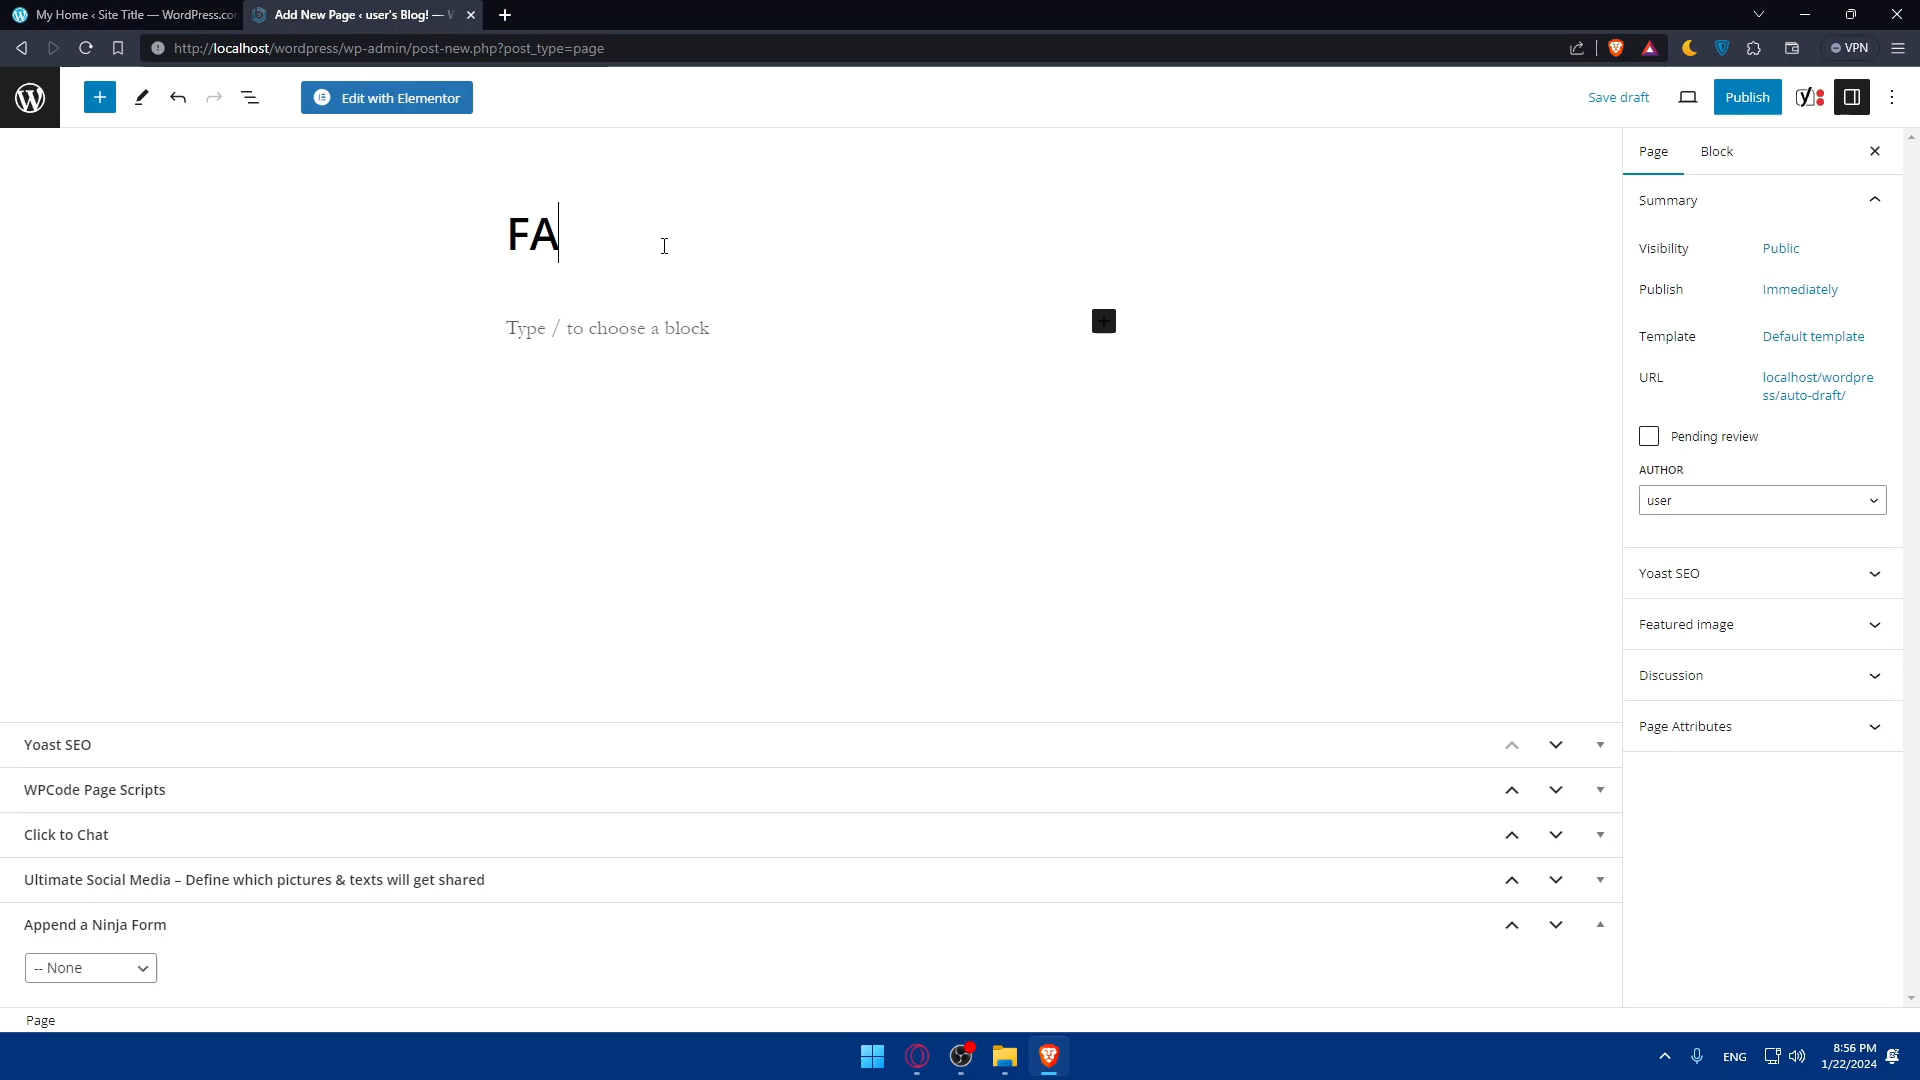 My Home ‹ Site Title — WordPress.co
Add New Page ‹ user's Blog! —
http://localhost/wordpress/wp-admin/post-new.php?post_type=page
VPN
Edit with Elementor
Save draft
Publish
Page
Block
FA
Type / to choose a block
Summary
Visibility
Public
Publish
Immediately
Template
Default template
URL
localhost/wordpre
ss/auto-draft/
Pending review
AUTHOR
user
Yoast SEO
Featured image
Discussion
Page Attributes
Yoast SEO
WPCode Page Scripts
Click to Chat
Ultimate Social Media – Define which pictures & texts will get shared
Append a Ninja Form
-- None
Page
ENG
8:56 PM
1/22/2024